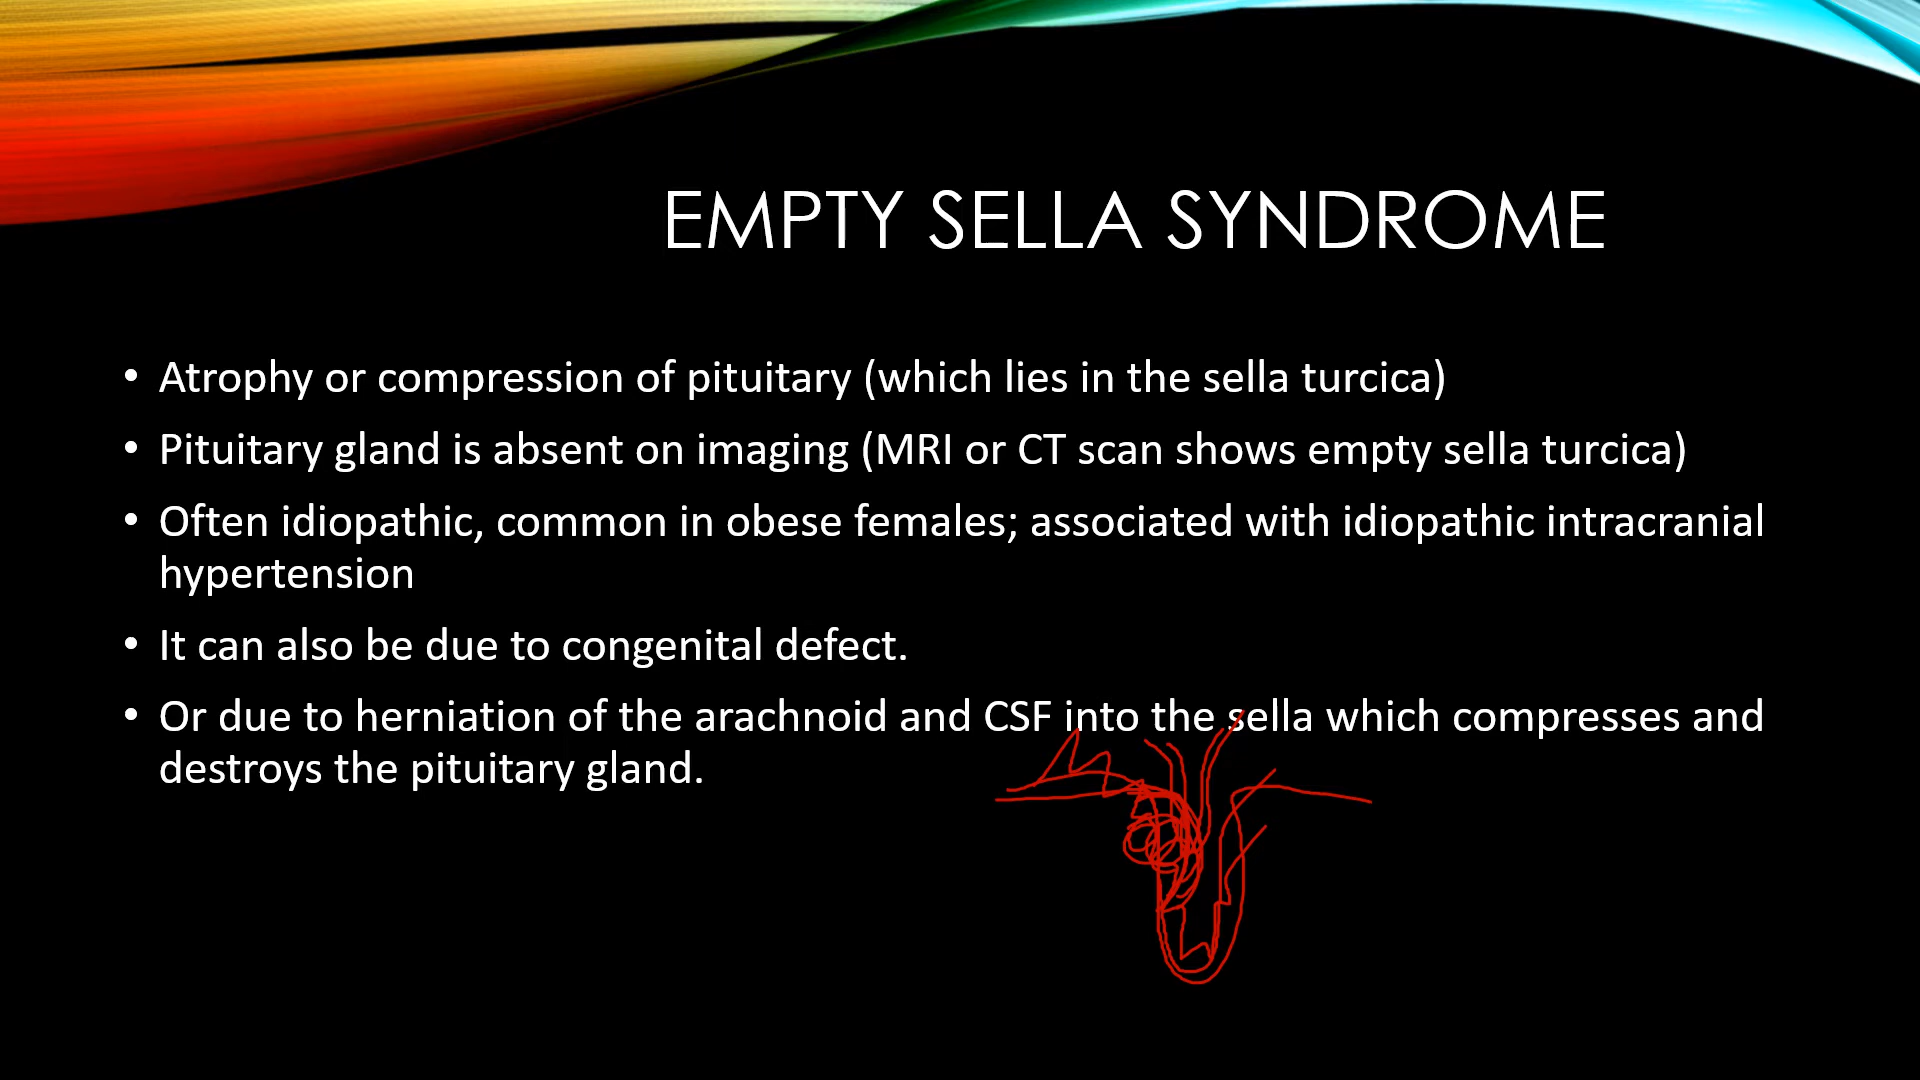 EMPTY SELLA SYNDROME
• Atrophy or compression of pituitary (which lies in the sella turcica)
• Pituitary gland is absent on imaging (MRI or CT scan shows empty sella turcica)
• Often idiopathic, common in obese females; associated with idiopathic intracranial
hypertension
• It can also be due to congenital defect.
• Or due to herniation of the arachnoid and CSF into the sella which compresses and
destroys the pituitary gland.